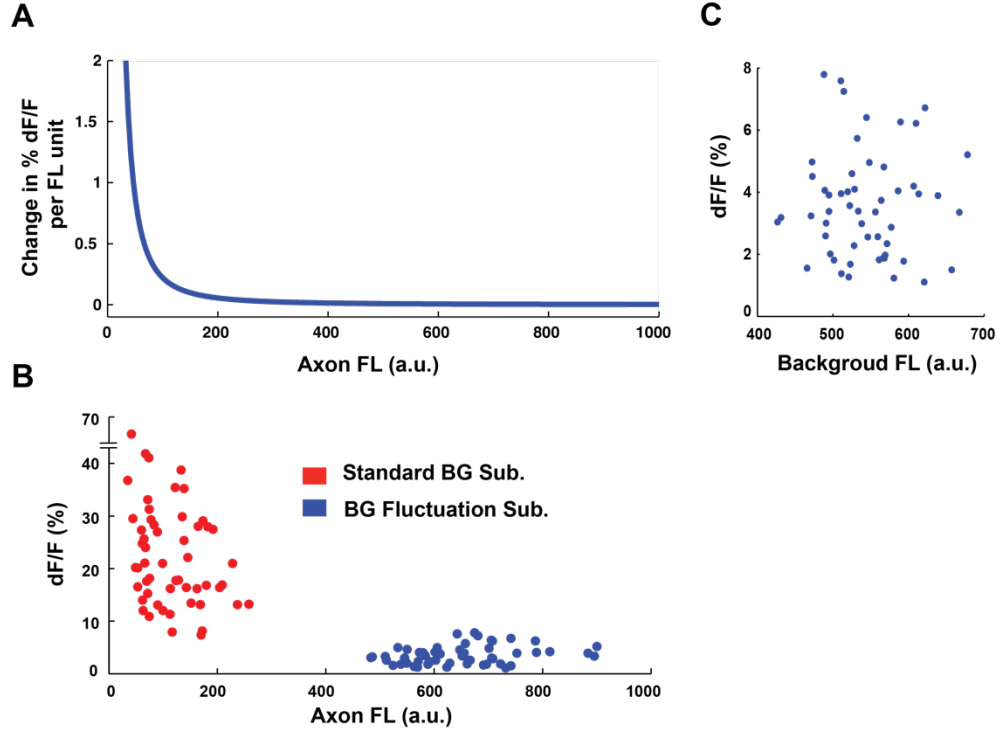 A
Change in % dF/F
per FL unit
2
1.5
1
0.5
0
0
200
400
600
800
1000
Axon FL (a.u.)
C
dF/F (%)
8
6
4
2
0
400
500
600
700
Backgroud FL (a.u.)
B
dF/F (%)
70
40
30
20
10
0
Standard BG Sub.
BG Fluctuation Sub.
0
200
400
600
800
1000
Axon FL (a.u.)